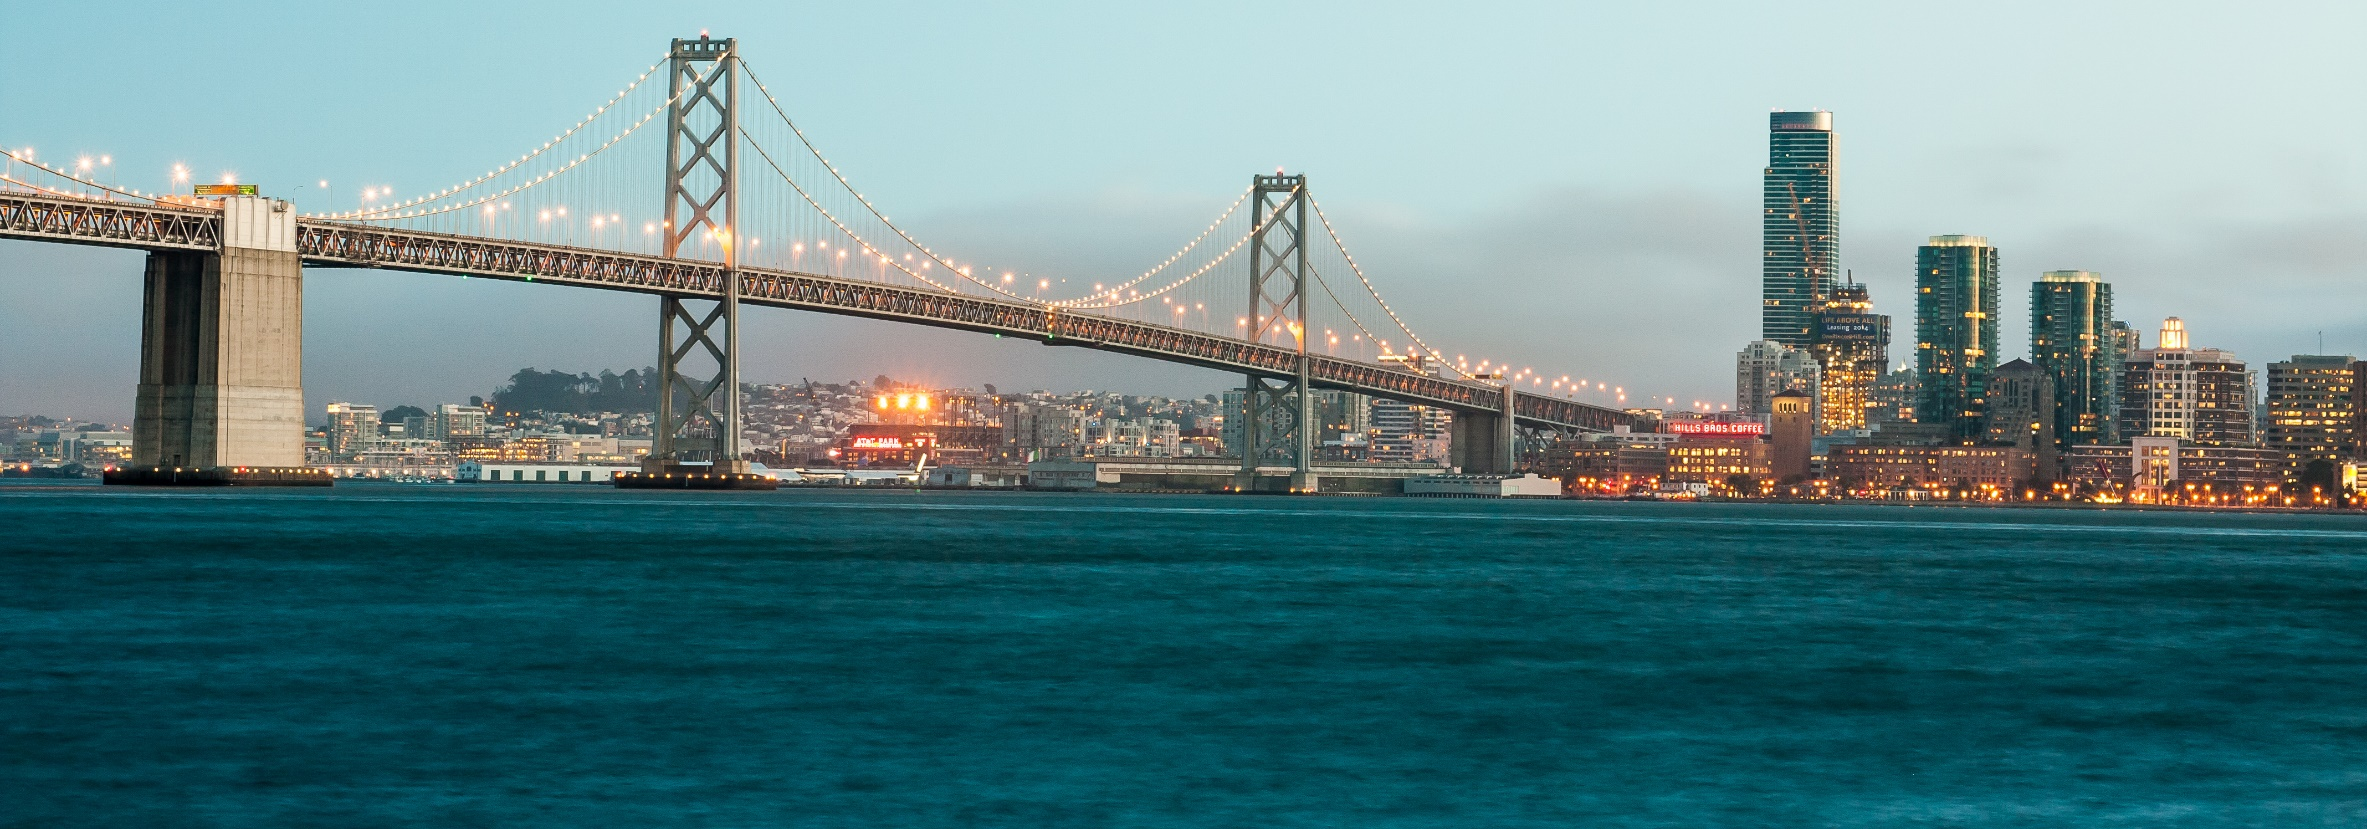 LIFE ABOVE ALL
Leasing 2014
AT&T PARK
HILLS BROS COFFEE